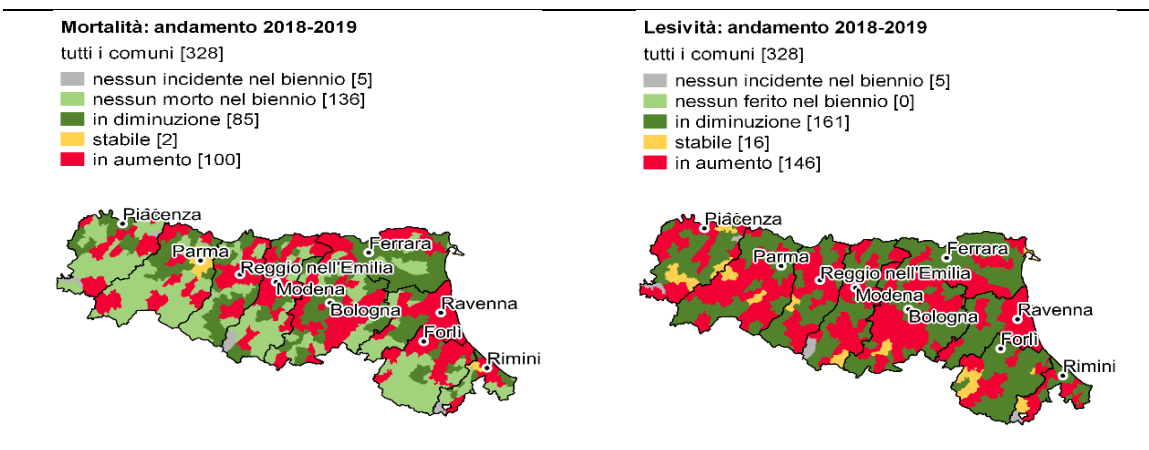 Mortalità: andamento 2018-2019
tutti i comuni [328]
nessun incidente nel biennio [5]
nessun morto nel biennio [136]
in diminuzione [85]
stabile [2]
in aumento [100]
Piacenza
Parma
Ferrara
Reggio nell'Emilia
Modena
Bologna
Ravenna
Forlì
Rimini
Lesività: andamento 2018-2019
tutti i comuni [328]
nessun incidente nel biennio [5]
nessun ferito nel biennio [0]
in diminuzione [161]
stabile [16]
in aumento [146]
Piacenza
Parma
Ferrara
Reggio nell'Emilia
Modena
Bologna
Ravenna
Forlì
Rimini